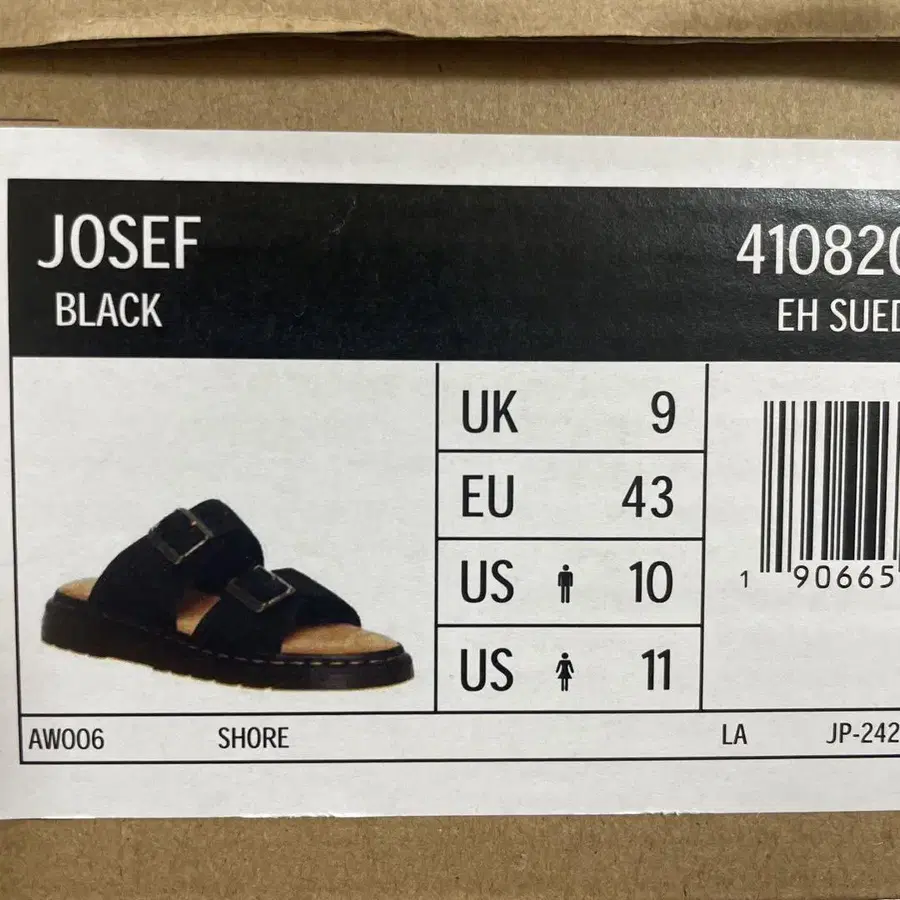 JOSEF
BLACK
410820
EH SUED
UK 9
EU 43
US 10
US 11
1 90665
AW006 SHORE LA JP-242